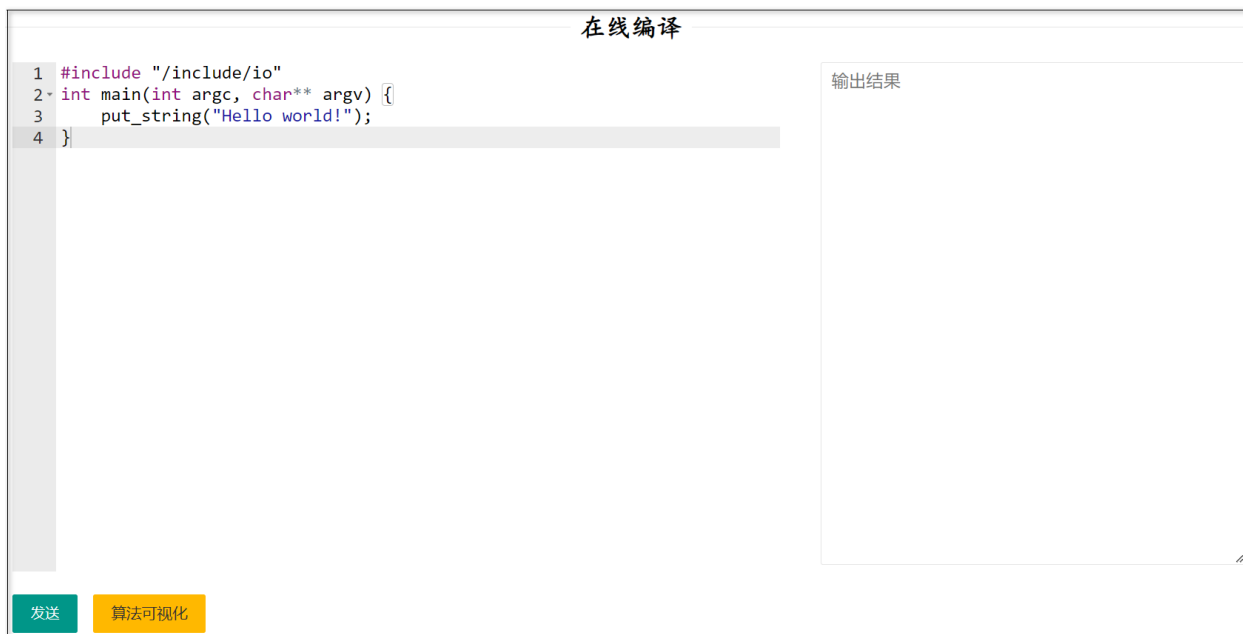 在线编译
1 #include "/include/io"
2 int main(int argc, char** argv) {
3     put_string("Hello world!");
4 }
输出结果
发送 算法可视化